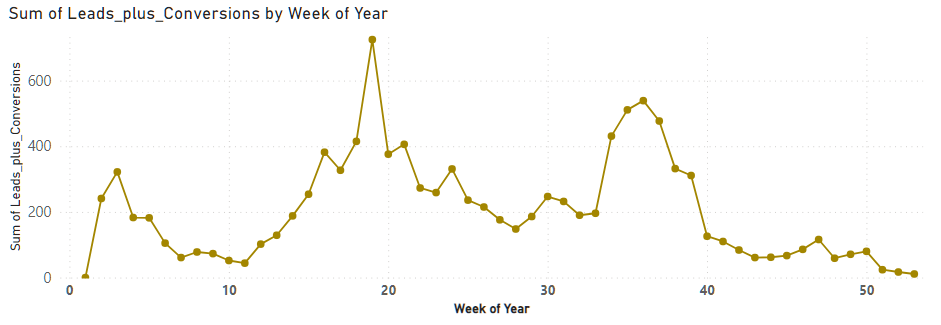 Sum of Leads_plus_Conversions by Week of Year
Sum of Leads_plus_Conversions
600
400
200
0
0 10 20 30 40 50
Week of Year